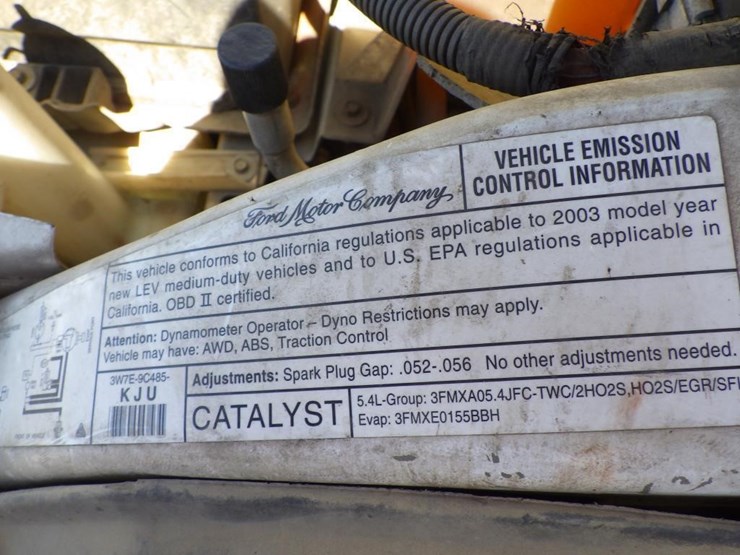 Ford Motor Company
VEHICLE EMISSION
CONTROL INFORMATION
This vehicle conforms to California regulations applicable to 2003 model year
new LEV medium-duty vehicles and to U.S. EPA regulations applicable in
California. OBD II certified.
Attention: Dynamometer Operator – Dyno Restrictions may apply.
Vehicle may have: AWD, ABS, Traction Control
3W7E-9C485-
KJU
Adjustments: Spark Plug Gap: .052-.056 No other adjustments needed.
CATALYST
5.4L-Group: 3FMXA05.4JFC-TWC/2HO2S,HO2S/EGR/SFI
Evap: 3FMXE0155BBH